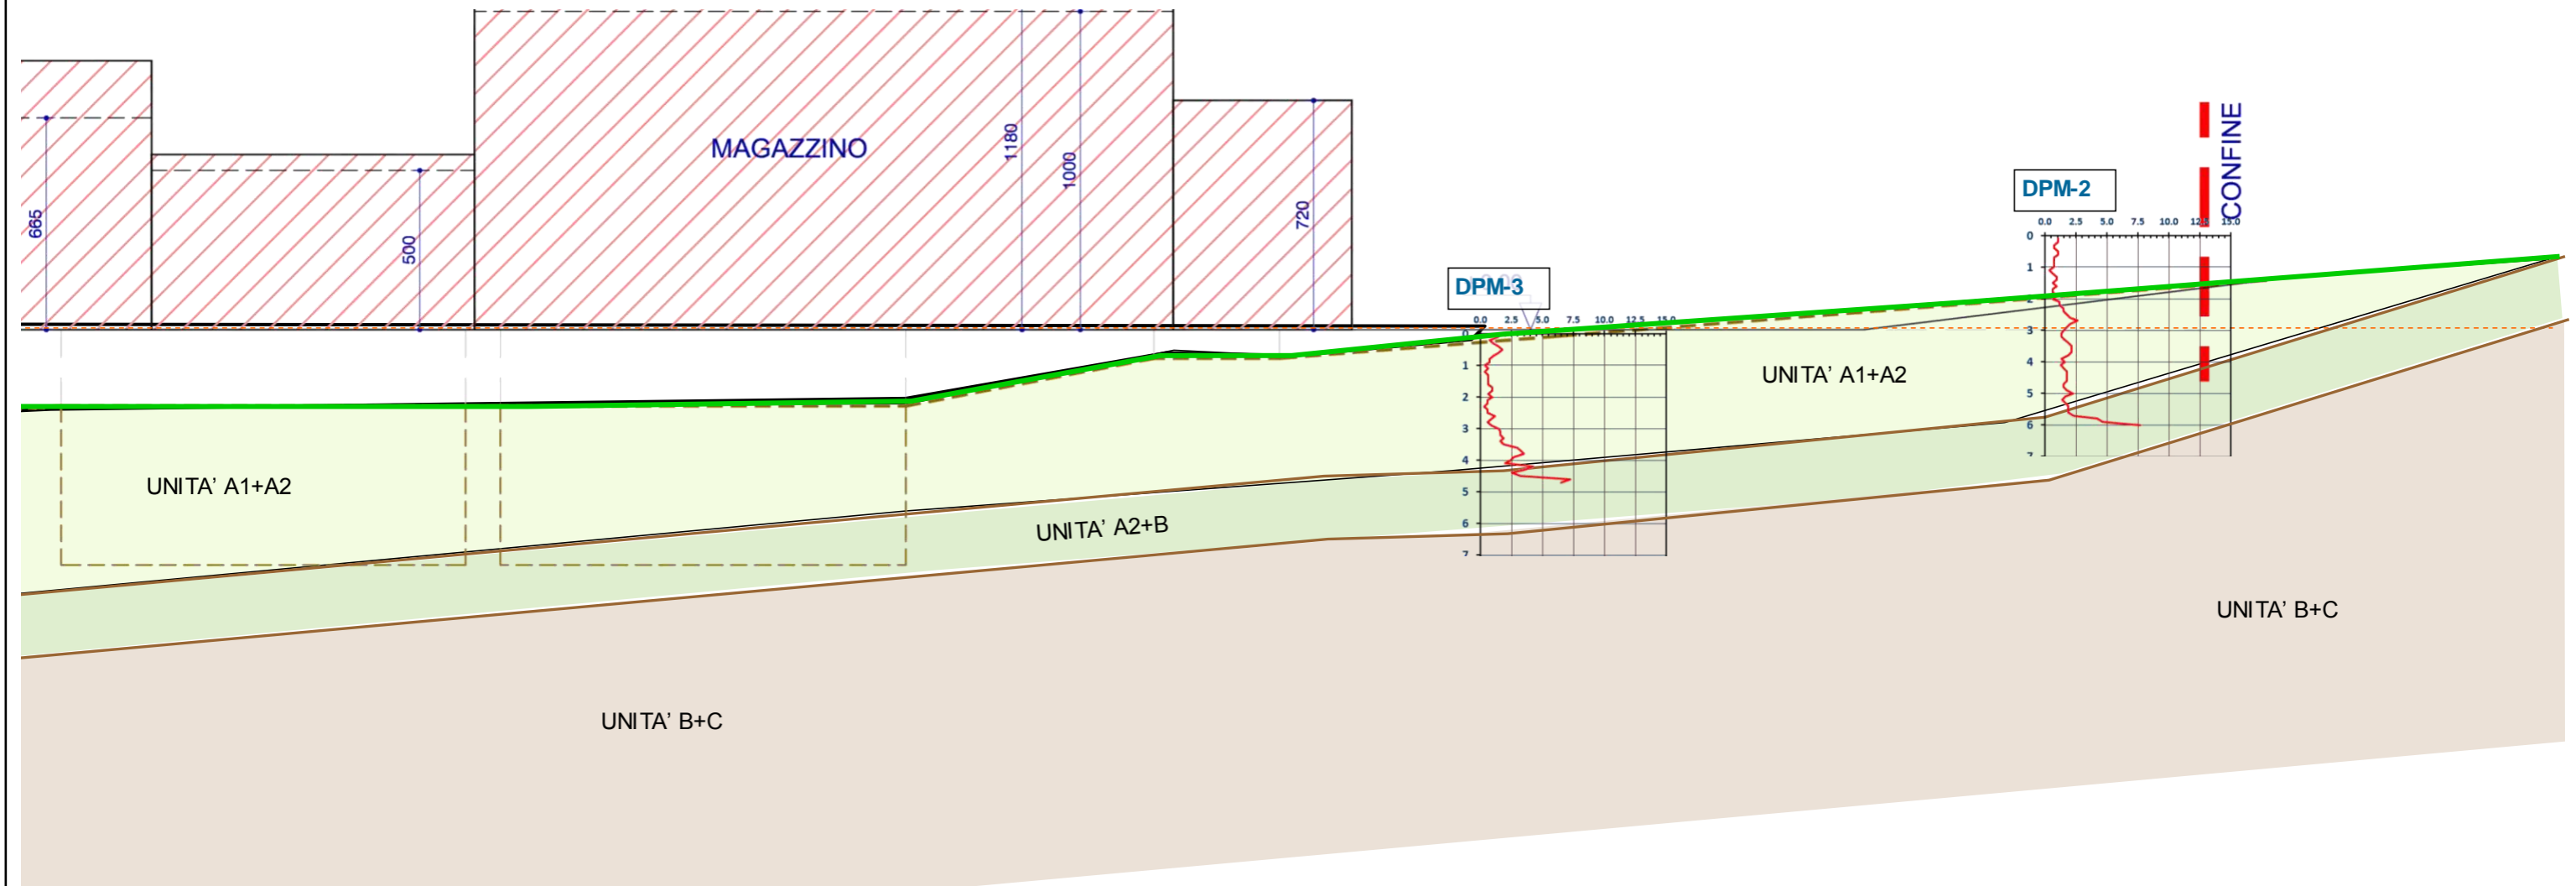 MAGAZZINO
665
500
1180
1000
720
CONFINE
DPM-2
0.0 2.5 5.0 7.5 10.0 15.0
0
1
2
3
4
5
6
DPM-3
0.0 2.5 5.0 7.5 10.0 12.5 15.0
0
1
2
3
4
5
6
7
UNITA’ A1+A2
UNITA’ A1+A2
UNITA’ A2+B
UNITA’ B+C
UNITA’ B+C